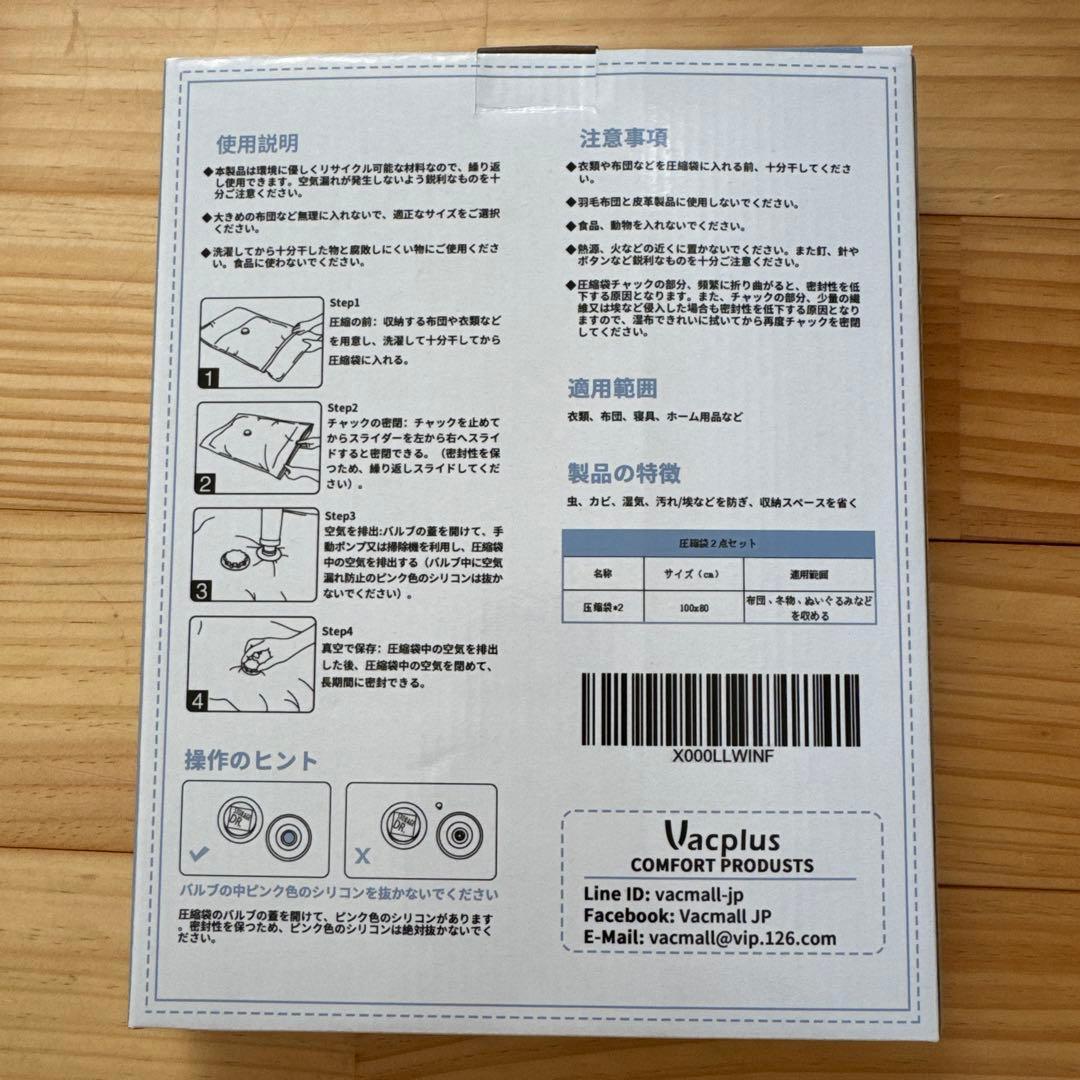 使用説明
◆本製品は環境に優しくリサイクル可能な材料なので、繰り返
し使用できます。空気漏れが発生しないよう鋭利なものを十
分ご注意ください。
◆大きめの布団など無理に入れないで、適正なサイズをご選択
ください。
◆洗濯してから十分干した物と腐敗しにくい物にご使用くださ
い。食品に使わないでください。
1
Step1
圧縮の前：収納する布団や衣類など
を用意し、洗濯して十分干してから
圧縮袋に入れる。
2
Step2
チャックの密閉：チャックを止めて
からスライダーを左から右へスライ
ドすると密閉できる。（密封性を保
つため、繰り返しスライドしてくだ
さい）。
3
Step3
空気を排出:バルブの蓋を開けて、手
動ポンプ又は掃除機を利用し、圧縮袋
中の空気を排出する（バルブ中に空気
漏れ防止のピンク色のシリコンは抜か
ないでください）。
4
Step4
真空で保存：圧縮袋中の空気を排出
した後、圧縮袋中の空気を閉めて、
長期間に密封できる。
操作のヒント
DR.
DR.
X
バルブの中ピンク色のシリコンを抜かないでください
圧縮袋のバルブの蓋を開けて、ピンク色のシリコンがあります
。密封性を保つため、ピンク色のシリコンは絶対抜かないでく
ださい。
注意事項
◆衣類や布団などを圧縮袋に入れる前、十分干してくださ
い。
◆羽毛布団と皮革製品に使用しないでください。
◆食品、動物を入れないでください。
◆熱源、火などの近くに置かないでください。また釘、針や
ボタンなど鋭利なものを十分ご注意ください。
◆圧縮袋チャックの部分、頻繁に折り曲がると、密封性を低
下する原因となります。また、チャックの部分、少量の繊
維又は埃など侵入した場合も密封性を低下する原因となり
ますので、湿布できれいに拭いてから再度チャックを密閉
してください。
適用範囲
衣類、布団、寝具、ホーム用品など
製品の特徴
虫、カビ、湿気、汚れ/埃などを防ぎ、収納スペースを省く
圧縮袋２点セット
名称 サイズ（cm） 適用範囲
圧縮袋*2 100x80 布団、冬物、ぬいぐるみなど
を収める
X000LLWINF
Vacplus
COMFORT PRODUSTS
Line ID: vacmall-jp
Facebook: Vacmall JP
E-Mail: vacmall@vip.126.com